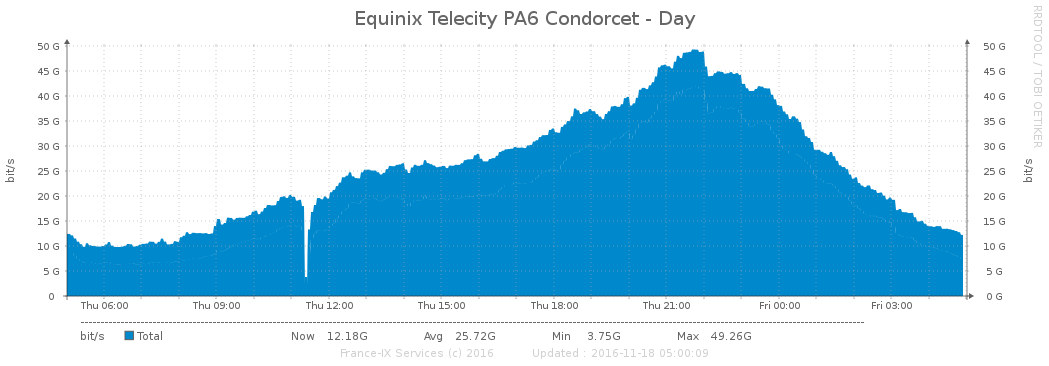 Equinix Telecity PA6 Condorcet - Day
RRDTOOL / TOBI OETIKER
50 G 50 G
45 G 45 G
40 G 40 G
35 G 35 G
30 G 30 G
25 G 25 G
20 G 20 G
15 G 15 G
10 G 10 G
5 G 5 G
0 0 G
bit/s bit/s
Thu 06:00 Thu 09:00 Thu 12:00 Thu 15:00 Thu 18:00 Thu 21:00 Fri 00:00 Fri 03:00
bit/s Total Now 12.18G Avg 25.72G Min 3.75G Max 49.26G
France-IX Services (c) 2016 Updated : 2016-11-18 05:00:09